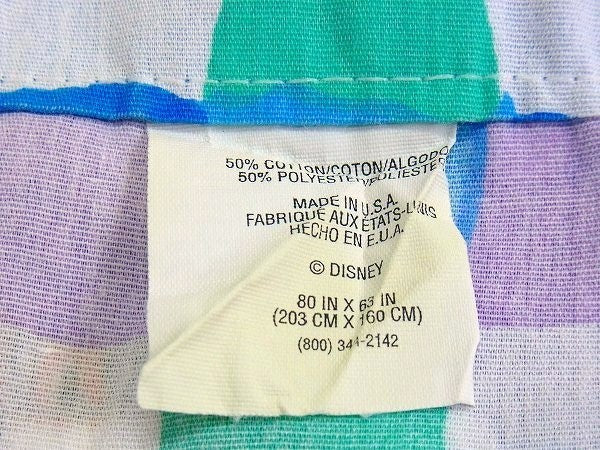 50% COTTON/COTON/ALGODO
50% POLYESTER/POLIESTER
MADE IN U.S.A.
FABRIQUE AUX ETATS-UNIS
HECHO EN E.U.A.
© DISNEY
80 IN X 63 IN
(203 CM X 160 CM)
(800) 344-2142